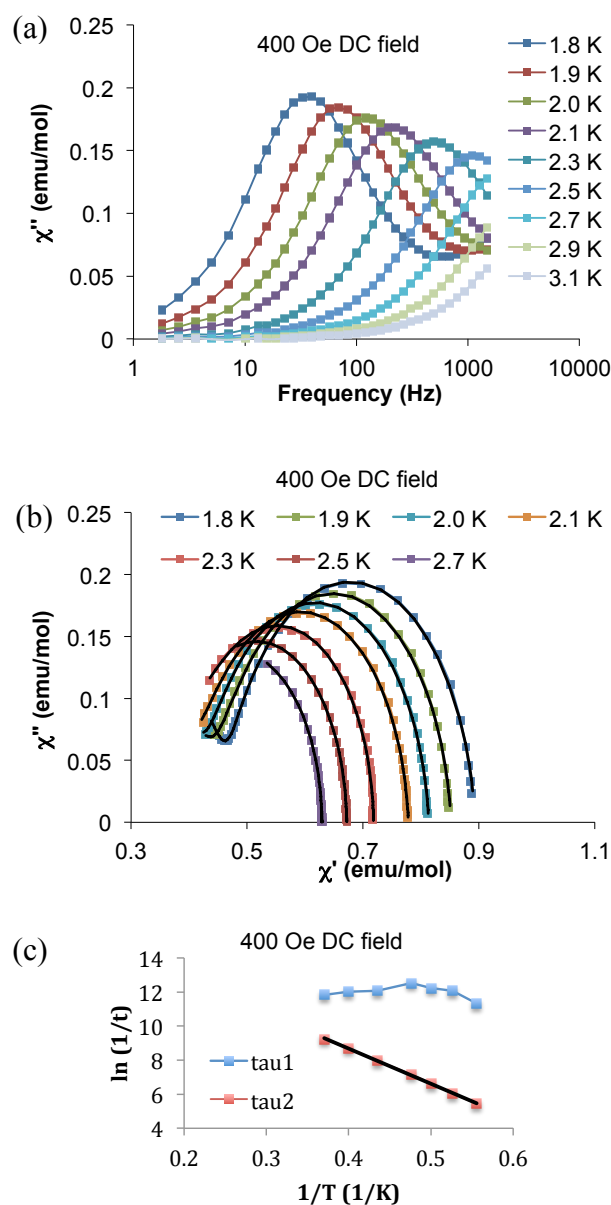 (a)
400 Oe DC field
1.8 K
1.9 K
2.0 K
2.1 K
2.3 K
2.5 K
2.7 K
2.9 K
3.1 K
0.25
0.2
0.15
0.1
0.05
0
χ'' (emu/mol)
1 10 100 1000 10000
Frequency (Hz)
(b)
400 Oe DC field
1.8 K 1.9 K 2.0 K 2.1 K
2.3 K 2.5 K 2.7 K
0.25
0.2
0.15
0.1
0.05
0
χ'' (emu/mol)
0.3 0.5 0.7 0.9 1.1
χ' (emu/mol)
(c)
400 Oe DC field
14
12
10
8
6
4
ln (1/t)
tau1
tau2
0.2 0.3 0.4 0.5 0.6
1/T (1/K)